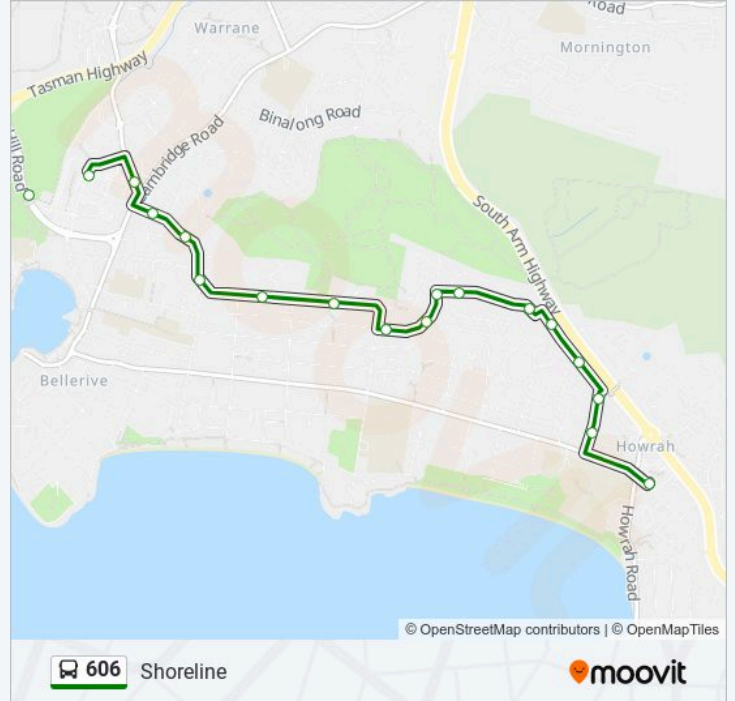 Road
Warrane
Mornington
Tasman Highway
Binalong Road
Cambridge Road
Hill Road
South Arm Highway
Bellerive
Howrah
Howrah Road
© OpenStreetMap contributors | © OpenMapTiles
606 Shoreline
moovit